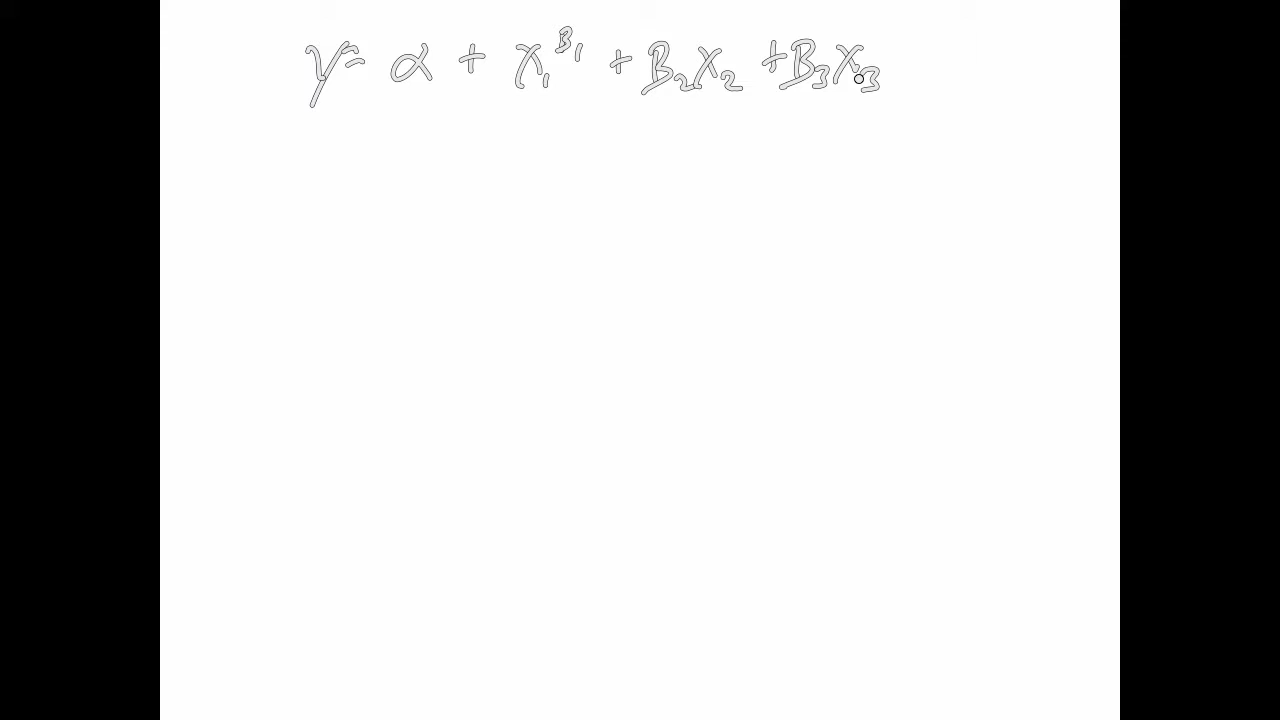 y = α + x₁^β₁ + β₂x₂ + β₃x₃